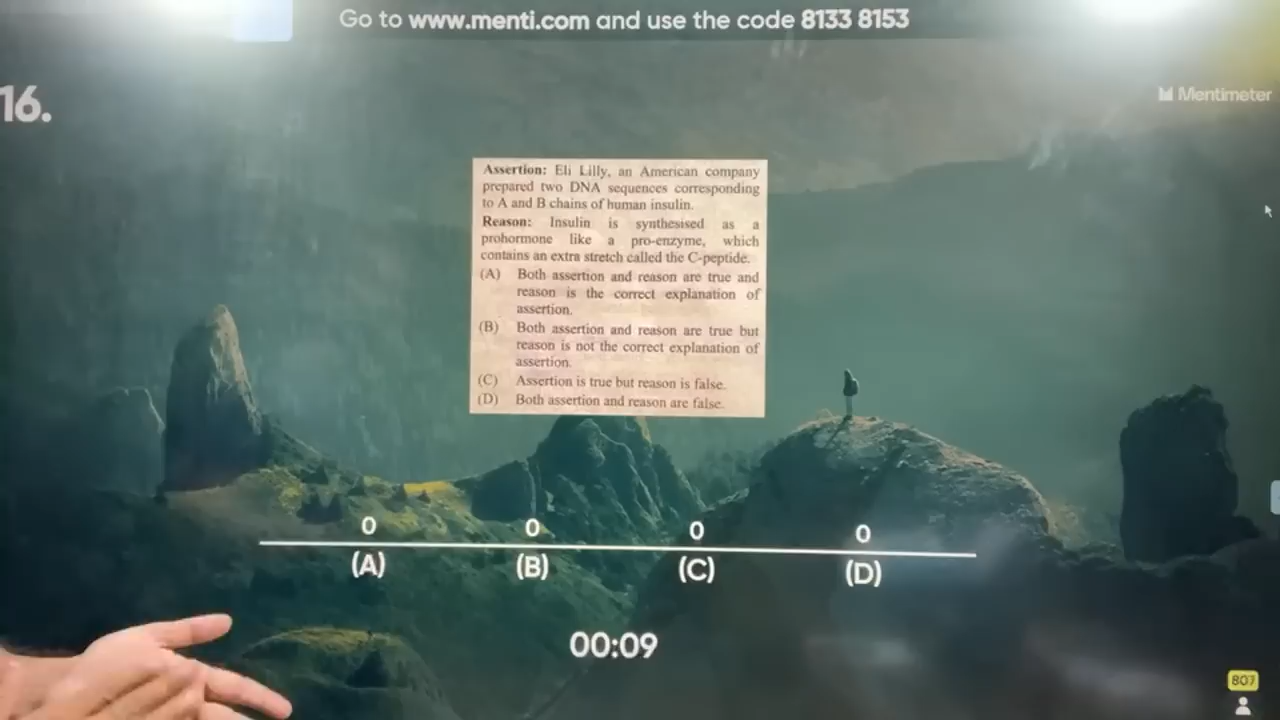 Go to www.menti.com and use the code 8133 8153
16.
Mentimeter
Assertion: Eli Lilly, an American company
prepared two DNA sequences corresponding
to A and B chains of human insulin.
Reason: Insulin is synthesised as a
prohormone like a pro-enzyme, which
contains an extra stretch called the C-peptide.
(A) Both assertion and reason are true and
reason is the correct explanation of
assertion.
(B) Both assertion and reason are true but
reason is not the correct explanation of
assertion.
(C) Assertion is true but reason is false.
(D) Both assertion and reason are false.
0 0 0 0
(A) (B) (C) (D)
00:09
807